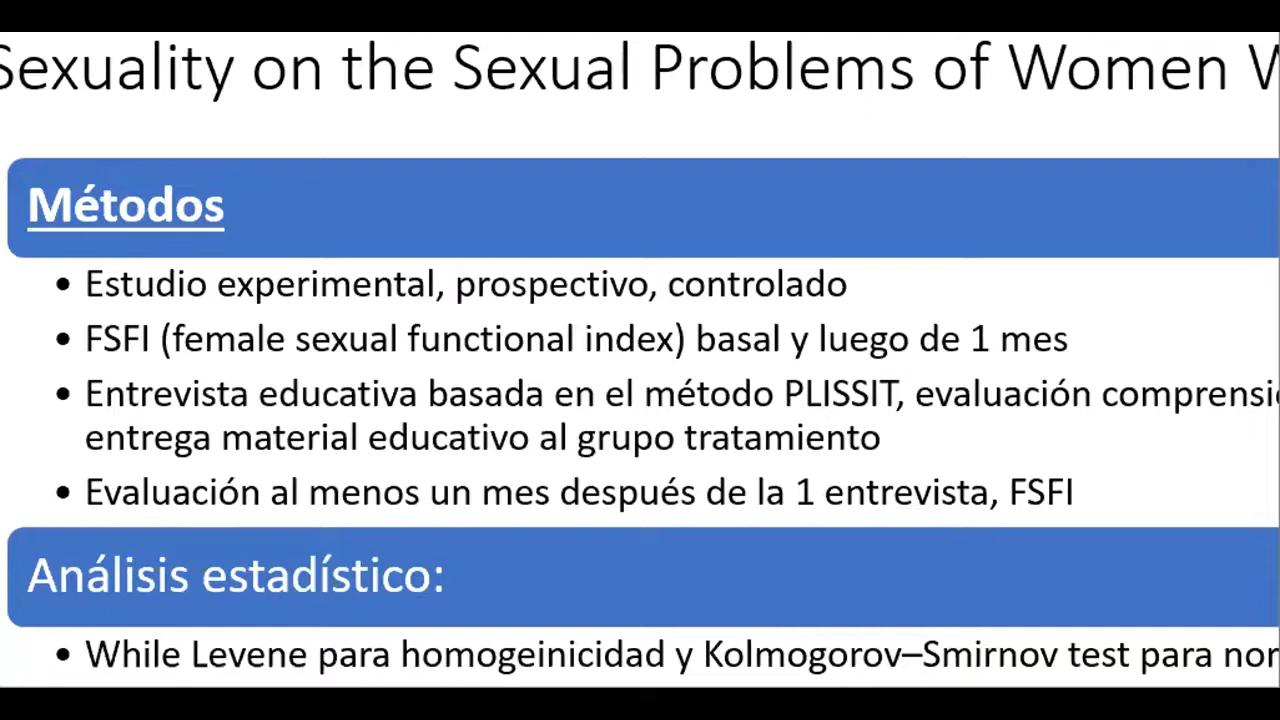 Sexuality on the Sexual Problems of Women
Métodos
• Estudio experimental, prospectivo, controlado
• FSFI (female sexual functional index) basal y luego de 1 mes
• Entrevista educativa basada en el método PLISSIT, evaluación
entrega material educativo al grupo tratamiento
• Evaluación al menos un mes después de la 1 entrevista, FSFI
Análisis estadístico:
• While Levene para homogeinicidad y Kolmogorov–Smirnov test para